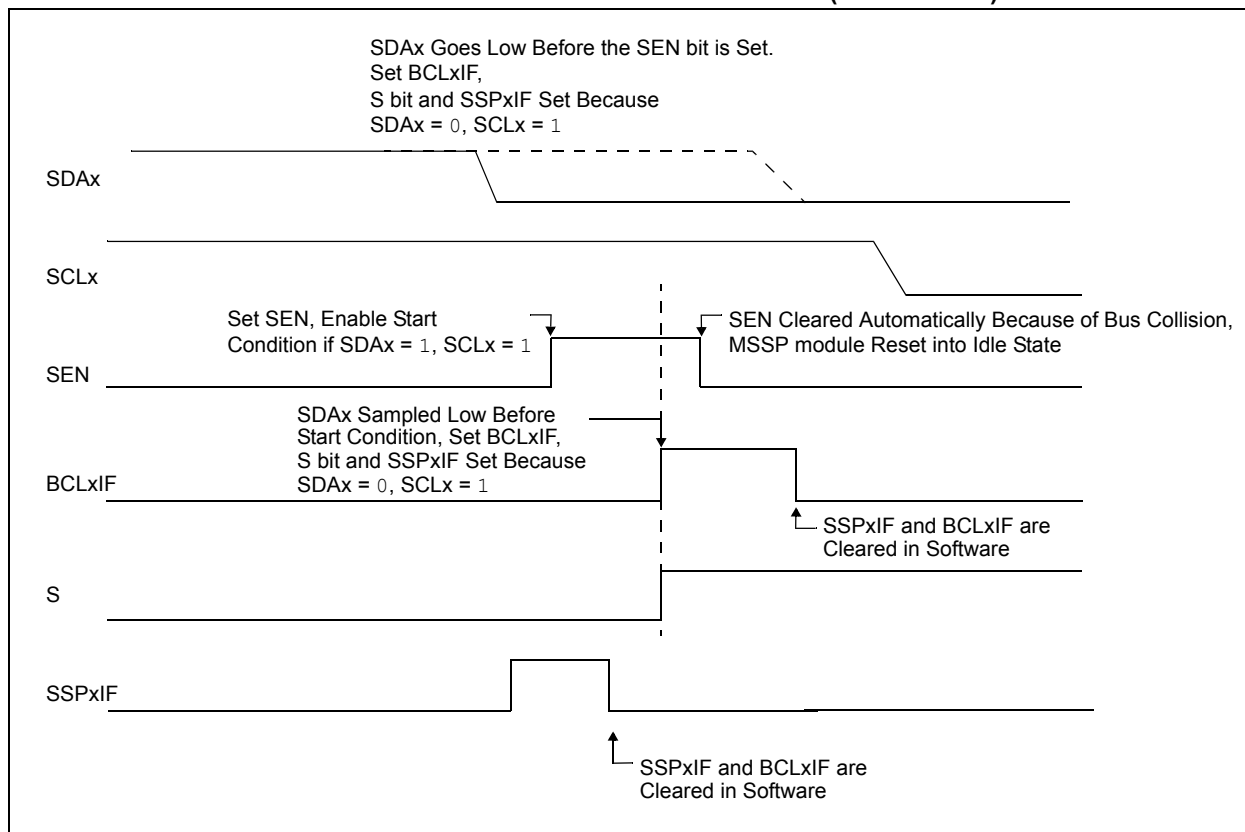 SDAx Goes Low Before the SEN bit is Set.
Set BCLxIF,
S bit and SSPxIF Set Because
SDAx = 0, SCLx = 1
SDAx
SCLx
Set SEN, Enable Start
Condition if SDAx = 1, SCLx = 1
SEN Cleared Automatically Because of Bus Collision,
MSSP module Reset into Idle State
SEN
SDAx Sampled Low Before
Start Condition, Set BCLxIF,
S bit and SSPxIF Set Because
SDAx = 0, SCLx = 1
BCLxIF
SSPxIF and BCLxIF are
Cleared in Software
S
SSPxIF
SSPxIF and BCLxIF are
Cleared in Software